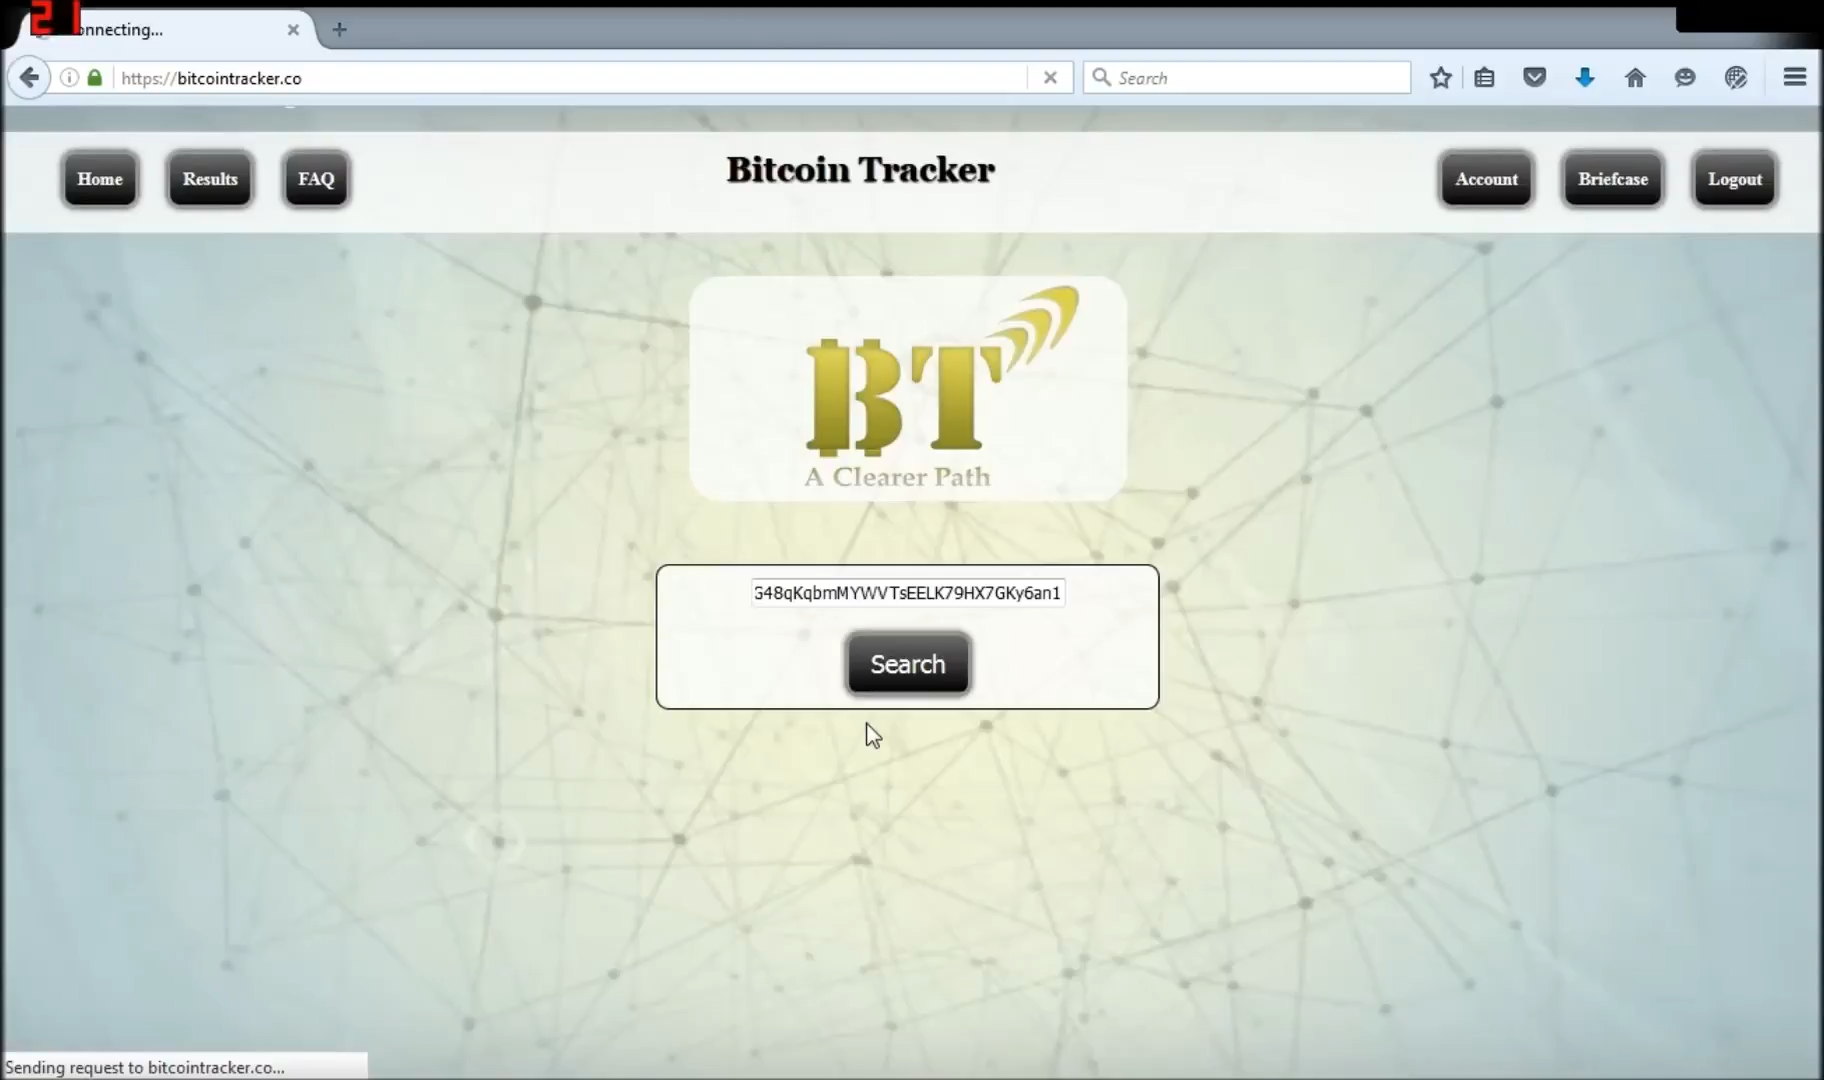 21
onnecting...
https://bitcointracker.co
Search
Home
Results
FAQ
Bitcoin Tracker
Account
Briefcase
Logout
BT
A Clearer Path
G48qKqbmMYWVTsEELK79HX7GKy6an1
Search
Sending request to bitcointracker.co...